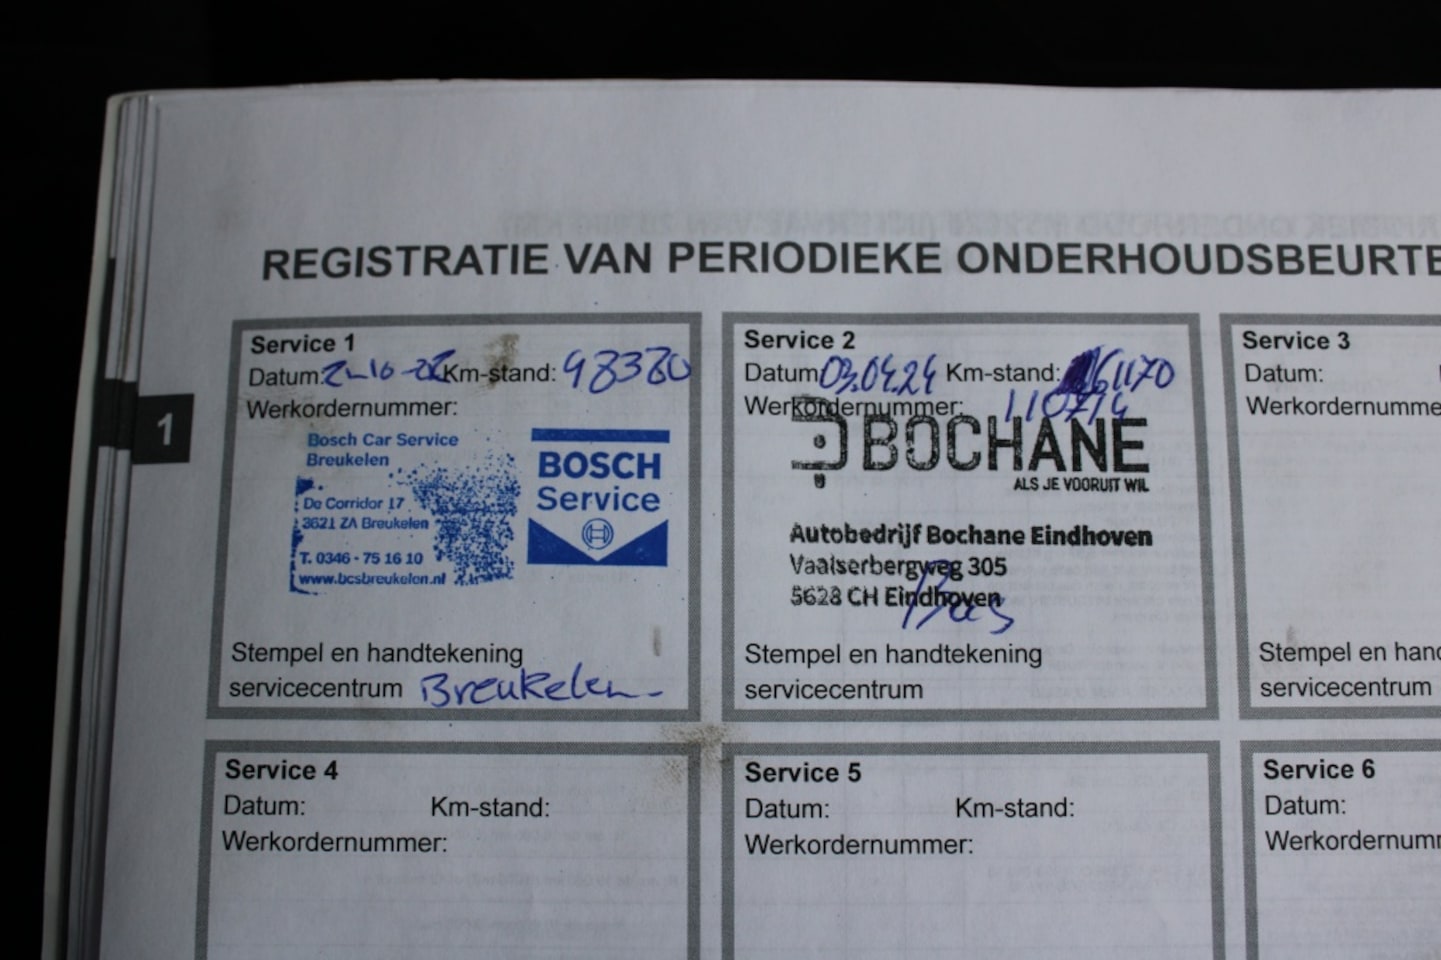 REGISTRATIE VAN PERIODIEKE ONDERHOUDSBEURTE
Service 1
Datum: Km-stand: 98380
Werkordernummer:
Bosch Car Service
Breukelen
De Corridor 17
3621 ZA Breukelen
T. 0346 - 75 16 10
www.bcsbreukelen.nl
BOSCH
Service
Stempel en handtekening
servicecentrum Breukelen
Service 2
Datum: 03.04.24 Km-stand:
Werkordernummer:
BOCHANE
ALS JE VOORUIT WIL
Autobedrijf Bochane Eindhoven
Vaalserbergweg 305
5628 CH Eindhoven
Stempel en handtekening
servicecentrum
Service 3
Datum:
Werkordernumme
Stempel en hand
servicecentrum
1
Service 4
Datum: Km-stand:
Werkordernummer:
Service 5
Datum: Km-stand:
Werkordernummer:
Service 6
Datum:
Werkordernum